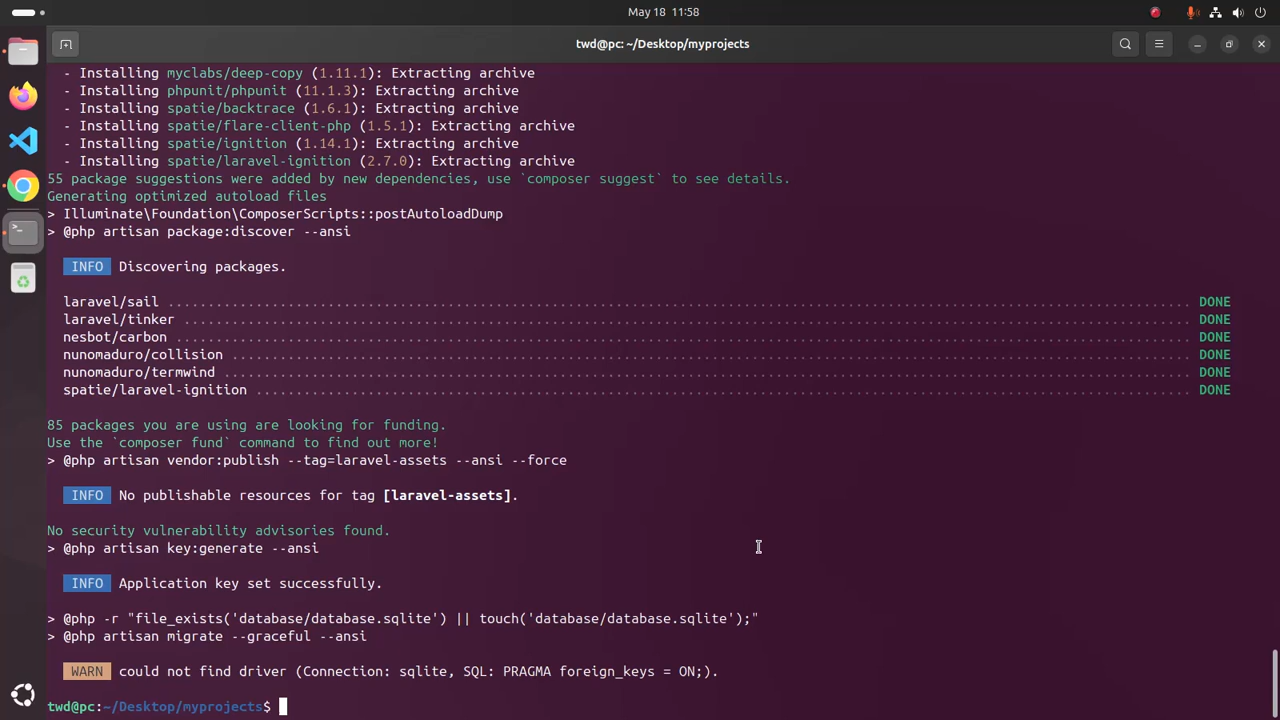 May 18 11:58
twd@pc: ~/Desktop/myprojects
- Installing myclabs/deep-copy (1.11.1): Extracting archive
- Installing phpunit/phpunit (11.1.3): Extracting archive
- Installing spatie/backtrace (1.6.1): Extracting archive
- Installing spatie/flare-client-php (1.5.1): Extracting archive
- Installing spatie/ignition (1.14.1): Extracting archive
- Installing spatie/laravel-ignition (2.7.0): Extracting archive
55 package suggestions were added by new dependencies, use `composer suggest` to see details.
Generating optimized autoload files
> Illuminate\Foundation\ComposerScripts::postAutoloadDump
> @php artisan package:discover --ansi
INFO Discovering packages.
laravel/sail ........................................ DONE
laravel/tinker ........................................ DONE
nesbot/carbon ........................................ DONE
nunomaduro/collision ........................................ DONE
nunomaduro/termwind ........................................ DONE
spatie/laravel-ignition ........................................ DONE
85 packages you are using are looking for funding.
Use the `composer fund` command to find out more!
> @php artisan vendor:publish --tag=laravel-assets --ansi --force
INFO No publishable resources for tag [laravel-assets].
No security vulnerability advisories found.
> @php artisan key:generate --ansi
INFO Application key set successfully.
> @php -r "file_exists('database/database.sqlite') || touch('database/database.sqlite');"
> @php artisan migrate --graceful --ansi
WARN could not find driver (Connection: sqlite, SQL: PRAGMA foreign_keys = ON;).
twd@pc:~/Desktop/myprojects$